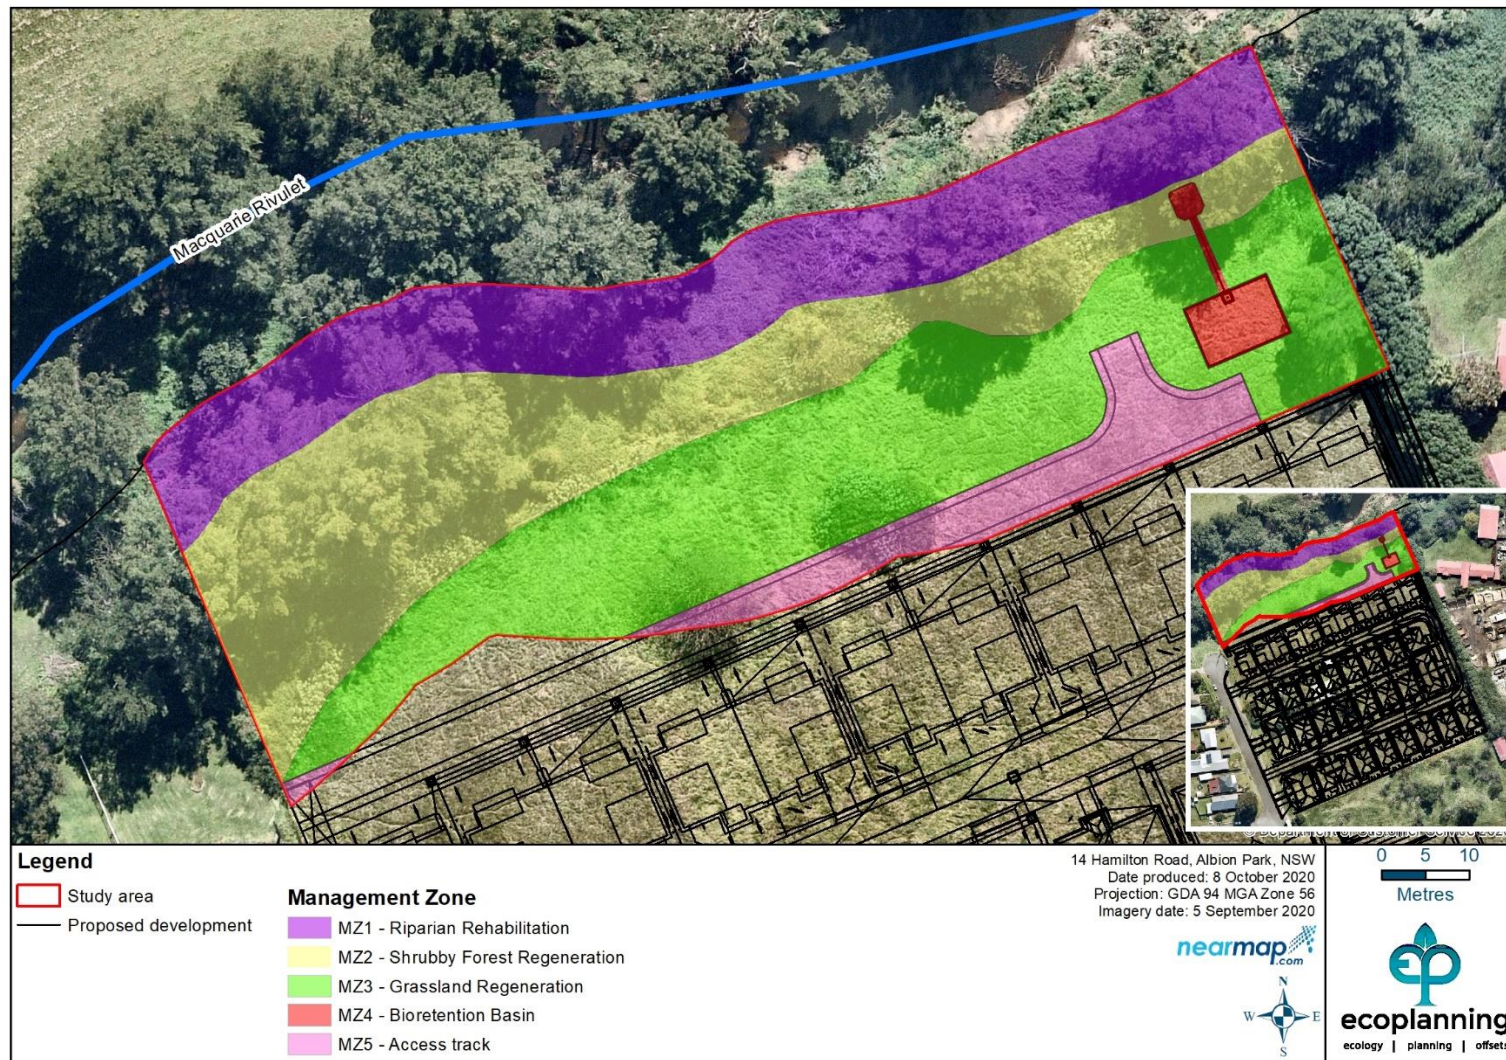 Macquarie Rivulet
Legend
Study area
Proposed development
Management Zone
MZ1 - Riparian Rehabilitation
MZ2 - Shrubby Forest Regeneration
MZ3 - Grassland Regeneration
MZ4 - Bioretention Basin
MZ5 - Access track
14 Hamilton Road, Albion Park, NSW
Date produced: 8 October 2020
Projection: GDA 94 MGA Zone 56
Imagery date: 5 September 2020
nearmap
.com
N
W E
S
0 5 10
Metres
ep
ecoplanning
ecology | planning | offsets